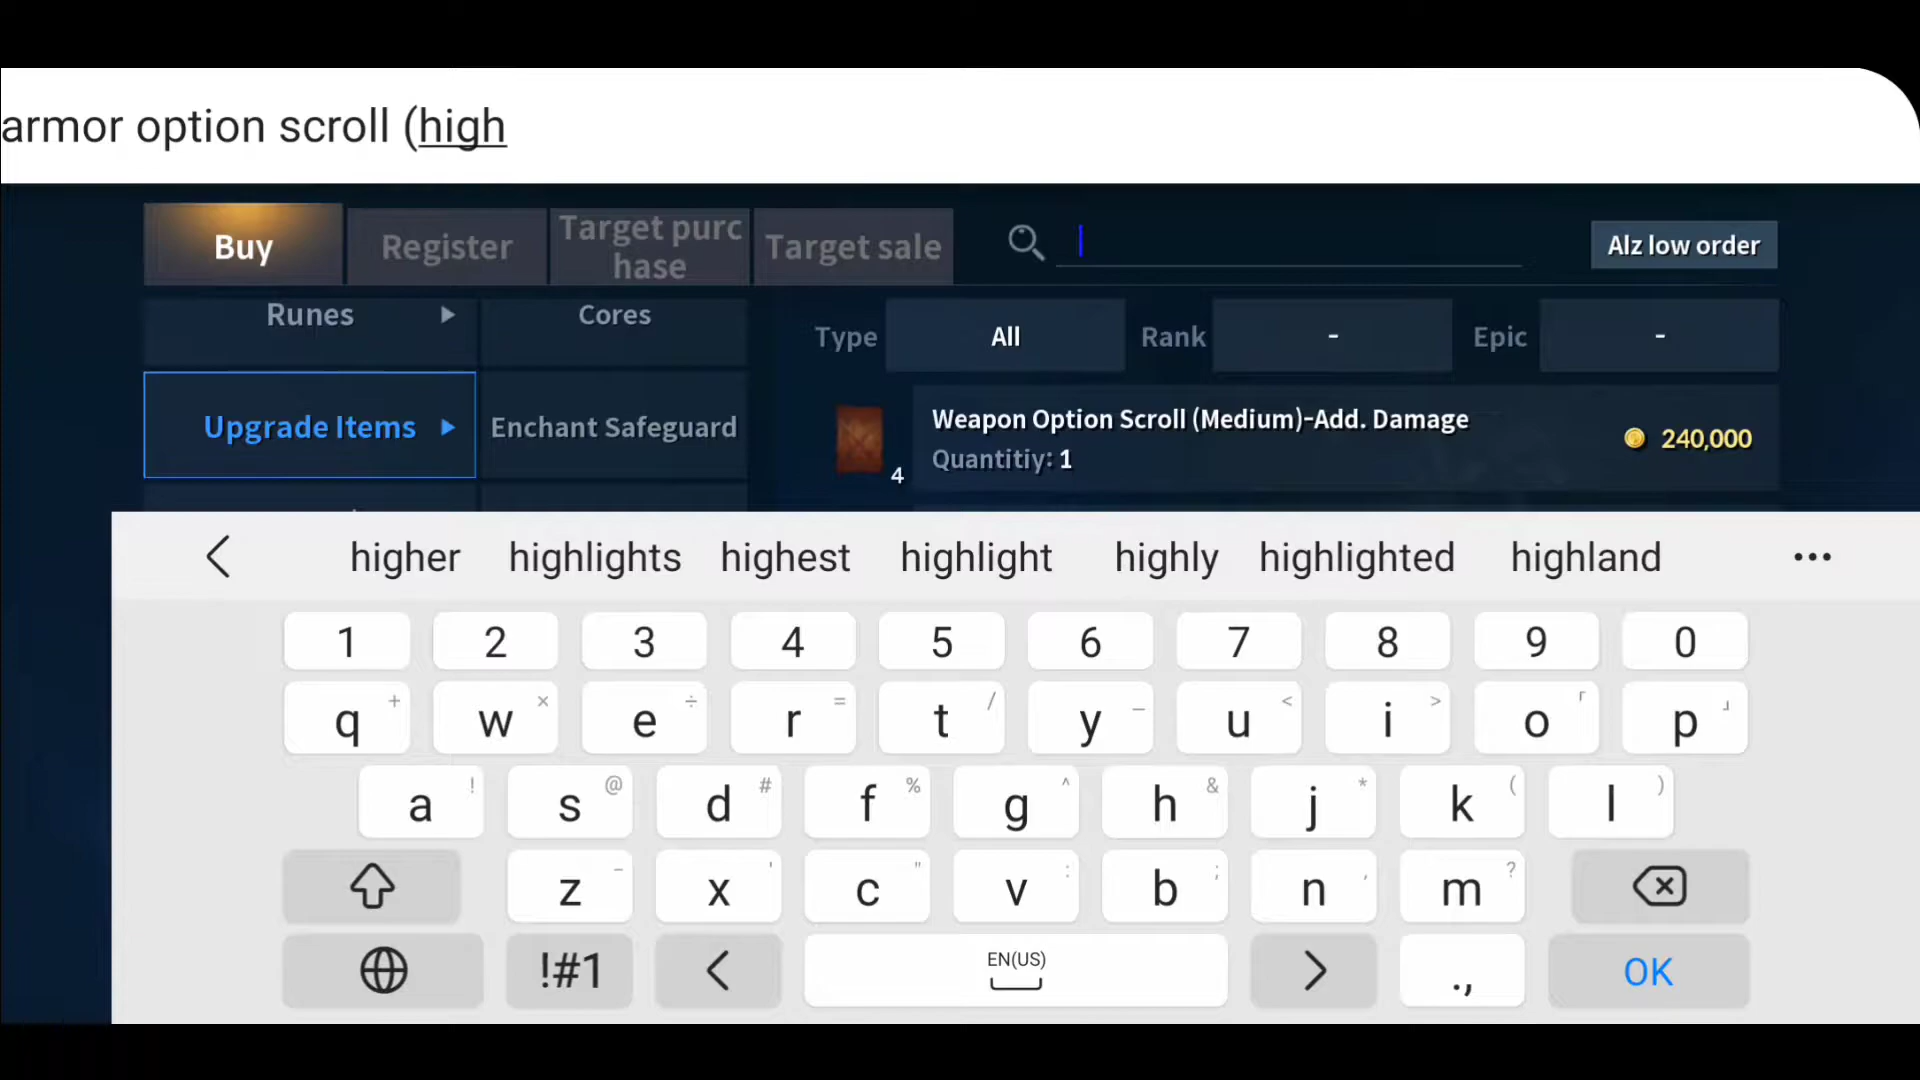 armor option scroll (high
Buy
Register
Target purc
hase
Target sale
Alz low order
Runes
Cores
Type
All
Rank
-
Epic
-
Upgrade Items
Enchant Safeguard
4
Weapon Option Scroll (Medium)-Add. Damage
Quantitiy: 1
240,000
higher highlights highest highlight highly highlighted highland ...
1 2 3 4 5 6 7 8 9 0
q + w × e ÷ r = t / y _ u < i > o 「 p 」
a ! s @ d # f % g ^ h & j * k ( l )
z - x ' c " v : b ; n , m ?
!#1 < EN(US) > ., OK